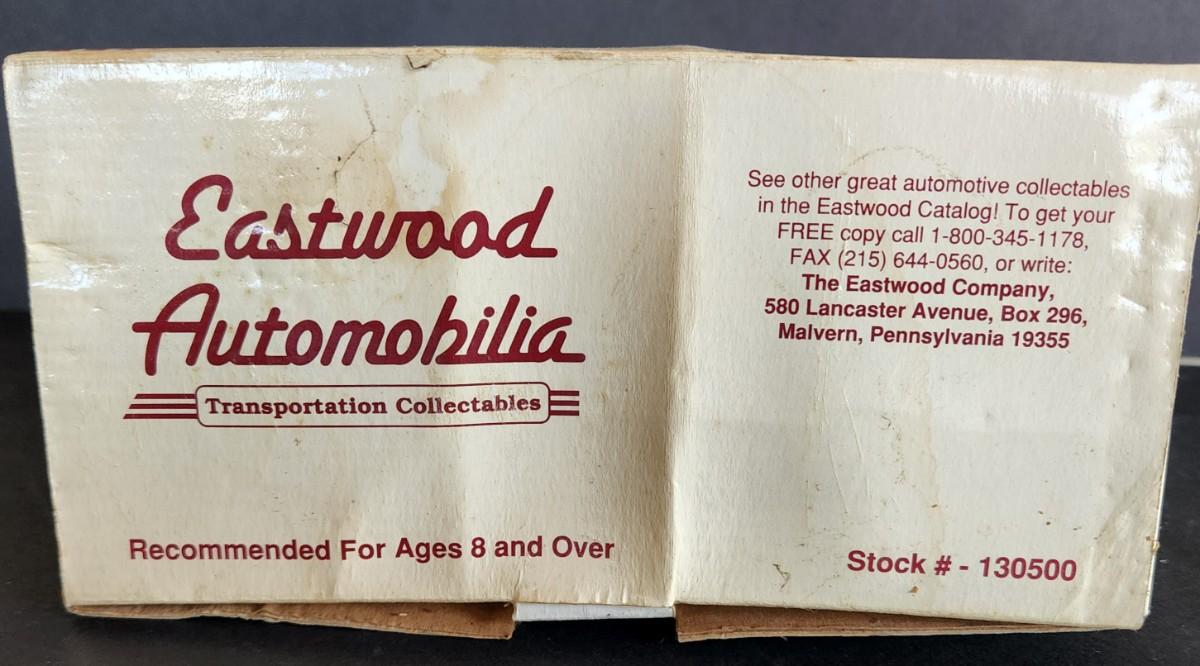 Eastwood
Automobilia
Transportation Collectables
Recommended For Ages 8 and Over
See other great automotive collectables
in the Eastwood Catalog! To get your
FREE copy call 1-800-345-1178,
FAX (215) 644-0560, or write:
The Eastwood Company,
580 Lancaster Avenue, Box 296,
Malvern, Pennsylvania 19355
Stock # - 130500